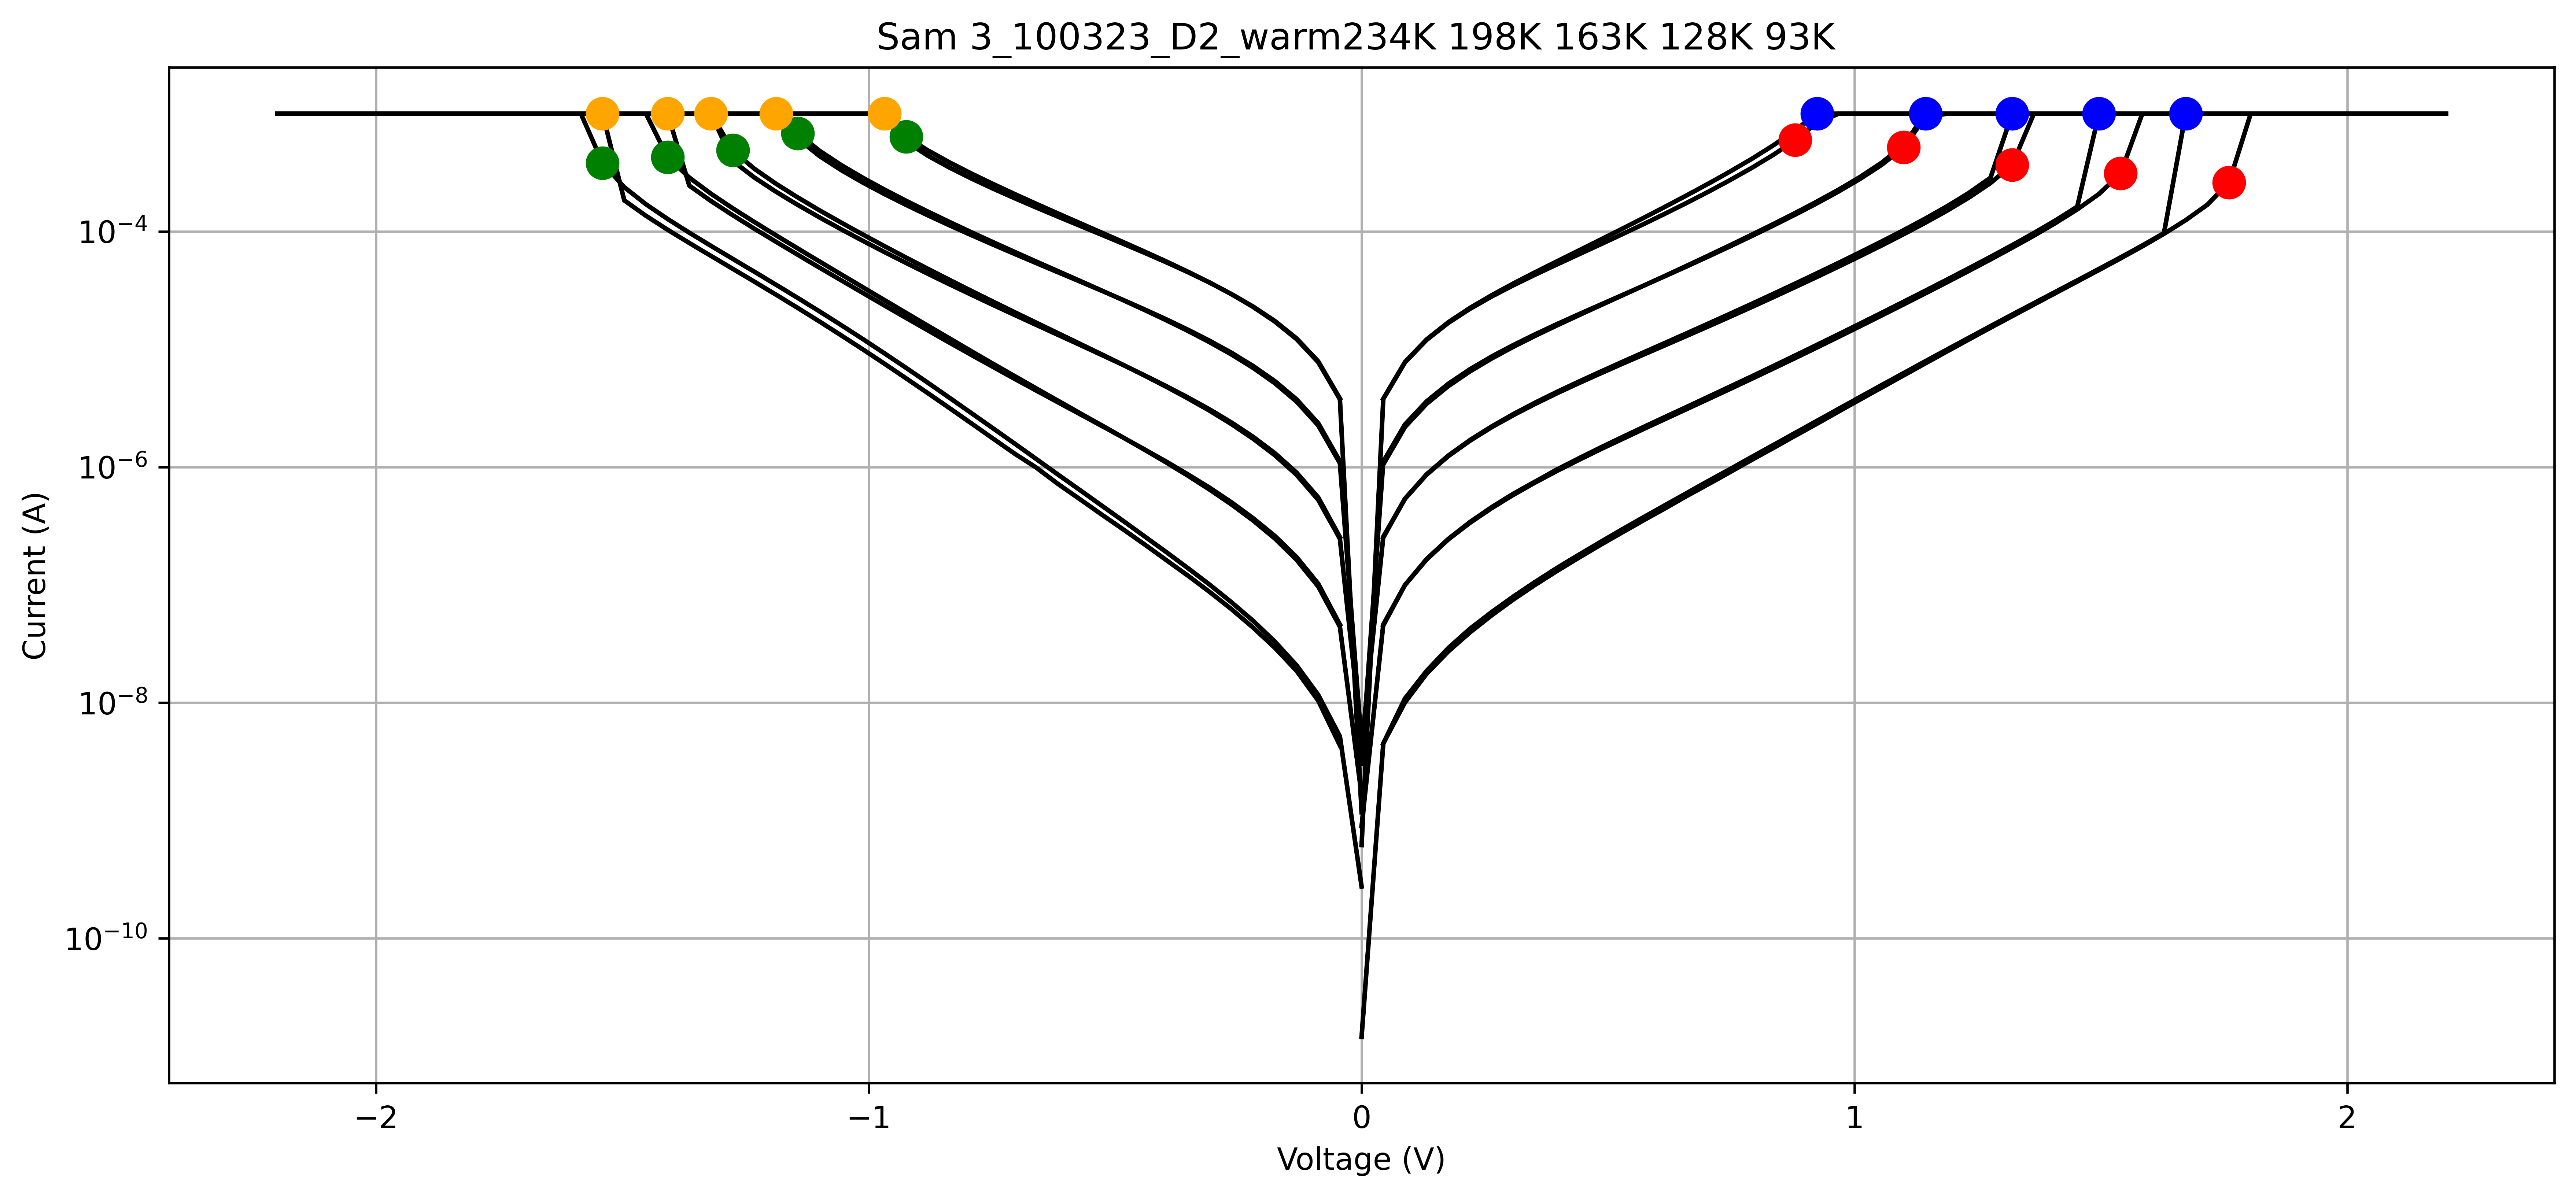 Sam 3_100323_D2_warm234K 198K 163K 128K 93K
Current (A)
10⁻⁴
10⁻⁶
10⁻⁸
10⁻¹⁰
−2 −1 0 1 2
Voltage (V)